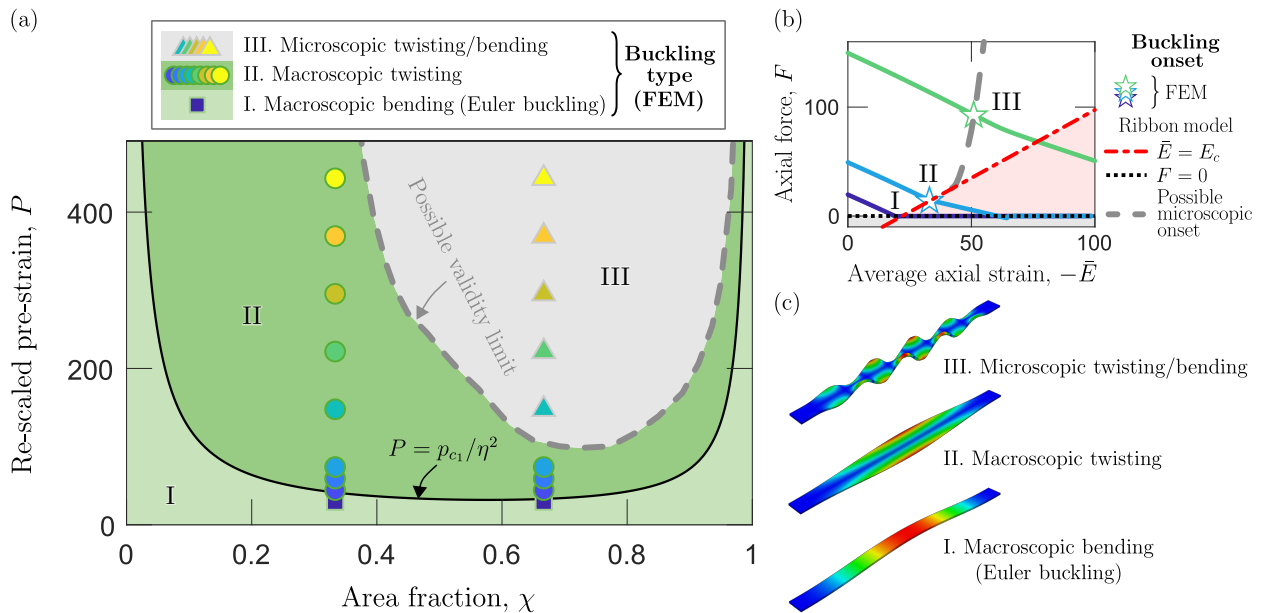 (a)
III. Microscopic twisting/bending
II. Macroscopic twisting
I. Macroscopic bending (Euler buckling)
Buckling
type
(FEM)
Re-scaled pre-strain, P
400
200
0
Possible
validity limit
II
III
I
P = p_{c_1}/η^2
0
0.2
0.4
0.6
0.8
1
Area fraction, χ
(b)
Axial force, F
100
0
I
II
III
0
50
100
Average axial strain, −Ē
Buckling
onset
FEM
Ribbon model
Ē = E_c
F = 0
Possible
microscopic
onset
(c)
III. Microscopic twisting/bending
II. Macroscopic twisting
I. Macroscopic bending
(Euler buckling)